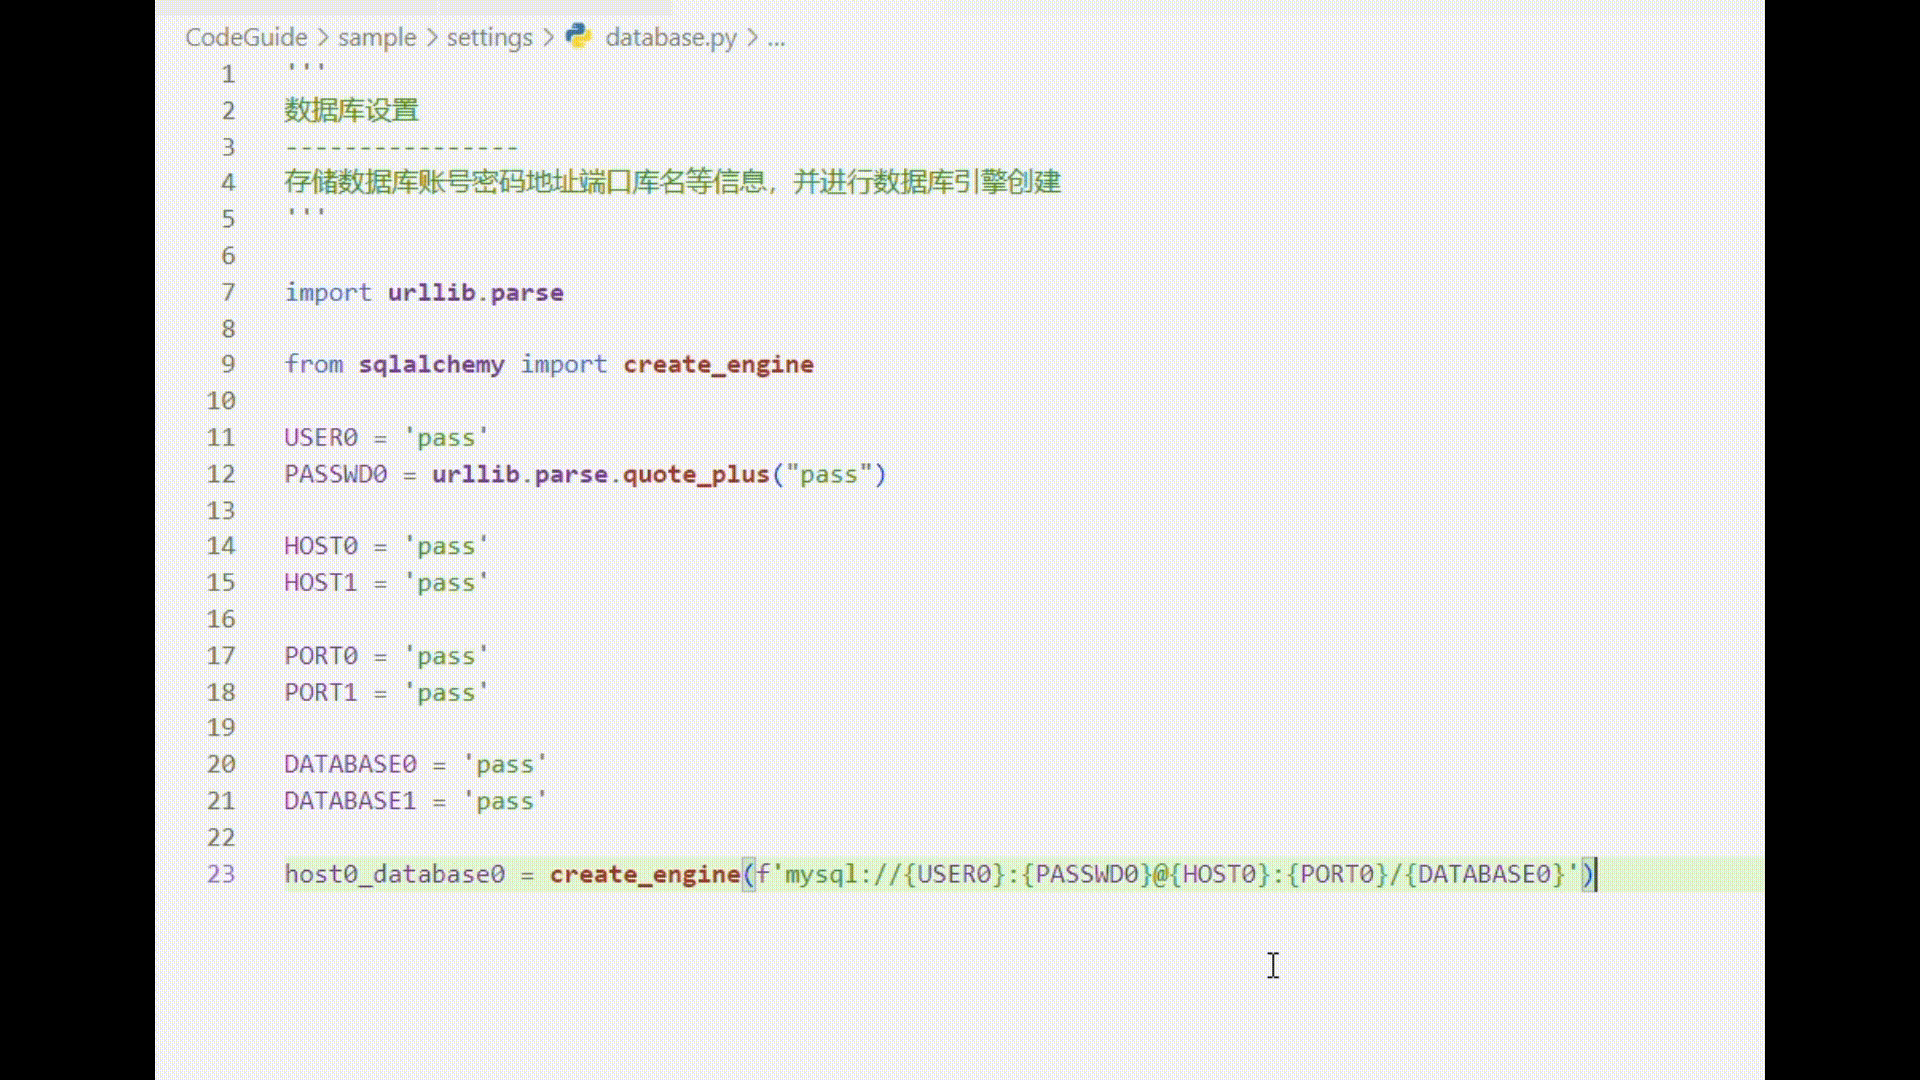 CodeGuide > sample > settings > database.py > ...
1 '''
2 数据库设置
3 ----------------
4 存储数据库账号密码地址端口库名等信息，并进行数据库引擎创建
5 '''
6
7 import urllib.parse
8
9 from sqlalchemy import create_engine
10
11 USER0 = 'pass'
12 PASSWD0 = urllib.parse.quote_plus("pass")
13
14 HOST0 = 'pass'
15 HOST1 = 'pass'
16
17 PORT0 = 'pass'
18 PORT1 = 'pass'
19
20 DATABASE0 = 'pass'
21 DATABASE1 = 'pass'
22
23 host0_database0 = create_engine(f'mysql://{USER0}:{PASSWD0}@{HOST0}:{PORT0}/{DATABASE0}')